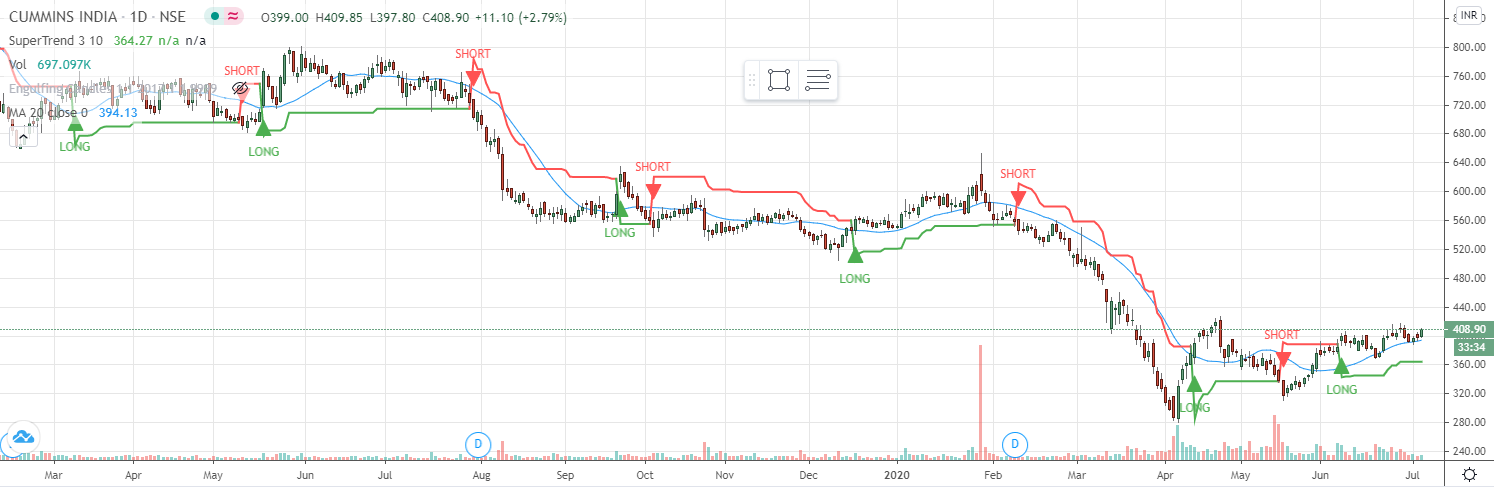 CUMMINS INDIA · 1D · NSE O399.00 H409.85 L397.80 C408.90 +11.10 (+2.79%)
SuperTrend 3 10 364.27 n/a n/a
Vol 697.097K
MA 20 close 0 394.13
INR
800.00
760.00
720.00
680.00
640.00
600.00
560.00
520.00
480.00
440.00
408.90
33:34
360.00
320.00
280.00
240.00
SHORT
SHORT
LONG
LONG
SHORT
LONG
SHORT
LONG
SHORT
LONG
LONG
D
D
Mar Apr May Jun Jul Aug Sep Oct Nov Dec 2020 Feb Mar Apr May Jun Jul